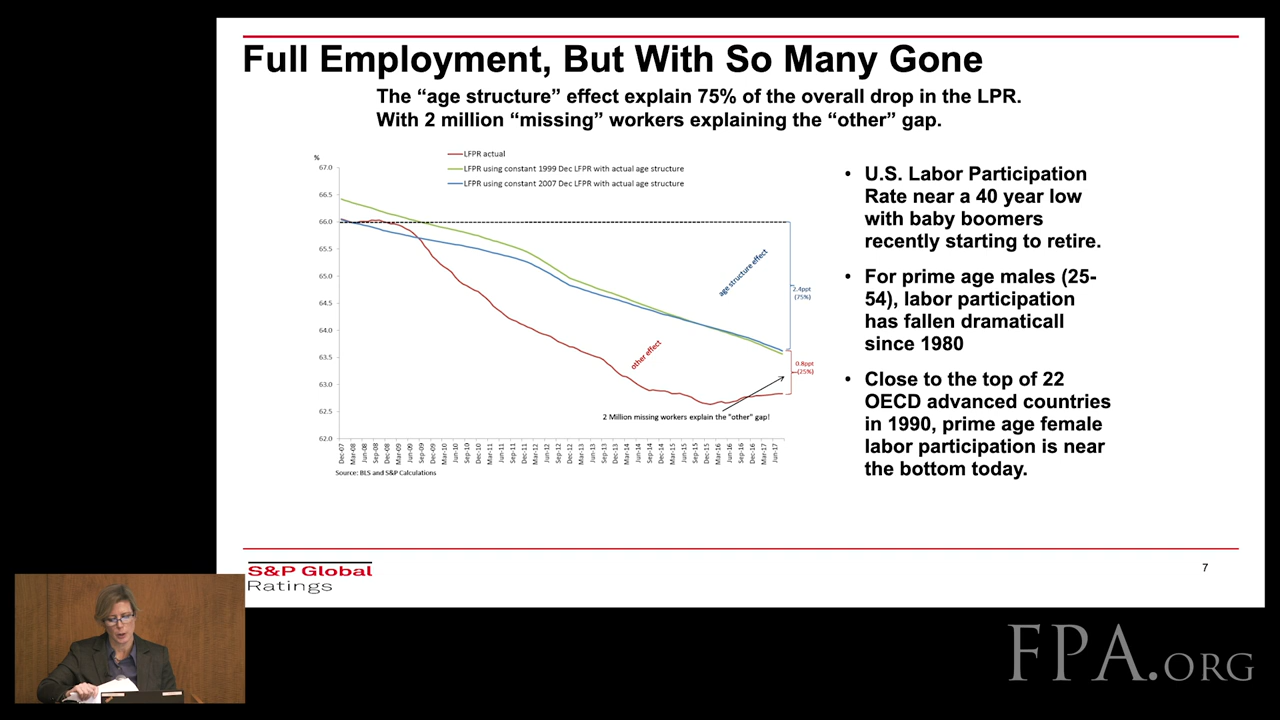 Full Employment, But With So Many Gone
The “age structure” effect explain 75% of the overall drop in the LPR.
With 2 million “missing” workers explaining the “other” gap.
%
LFPR actual
LFPR using constant 1999 Dec LFPR with actual age structure
LFPR using constant 2007 Dec LFPR with actual age structure
67.0
66.5
66.0
65.5
65.0
64.5
64.0
63.5
63.0
62.5
62.0
age structure effect
2.4ppt
(75%)
other effect
0.8ppt
(25%)
2 Million missing workers explain the "other" gap!
Dec-07
Mar-08
Jun-08
Sep-08
Dec-08
Mar-09
Jun-09
Sep-09
Dec-09
Mar-10
Jun-10
Sep-10
Dec-10
Mar-11
Jun-11
Sep-11
Dec-11
Mar-12
Jun-12
Sep-12
Dec-12
Mar-13
Jun-13
Sep-13
Dec-13
Mar-14
Jun-14
Sep-14
Dec-14
Mar-15
Jun-15
Sep-15
Dec-15
Mar-16
Jun-16
Sep-16
Dec-16
Mar-17
Jun-17
Source: BLS and S&P Calculations
• U.S. Labor Participation
Rate near a 40 year low
with baby boomers
recently starting to retire.
• For prime age males (25-
54), labor participation
has fallen dramaticall
since 1980
• Close to the top of 22
OECD advanced countries
in 1990, prime age female
labor participation is near
the bottom today.
S&P Global
Ratings
7
FPA.ORG